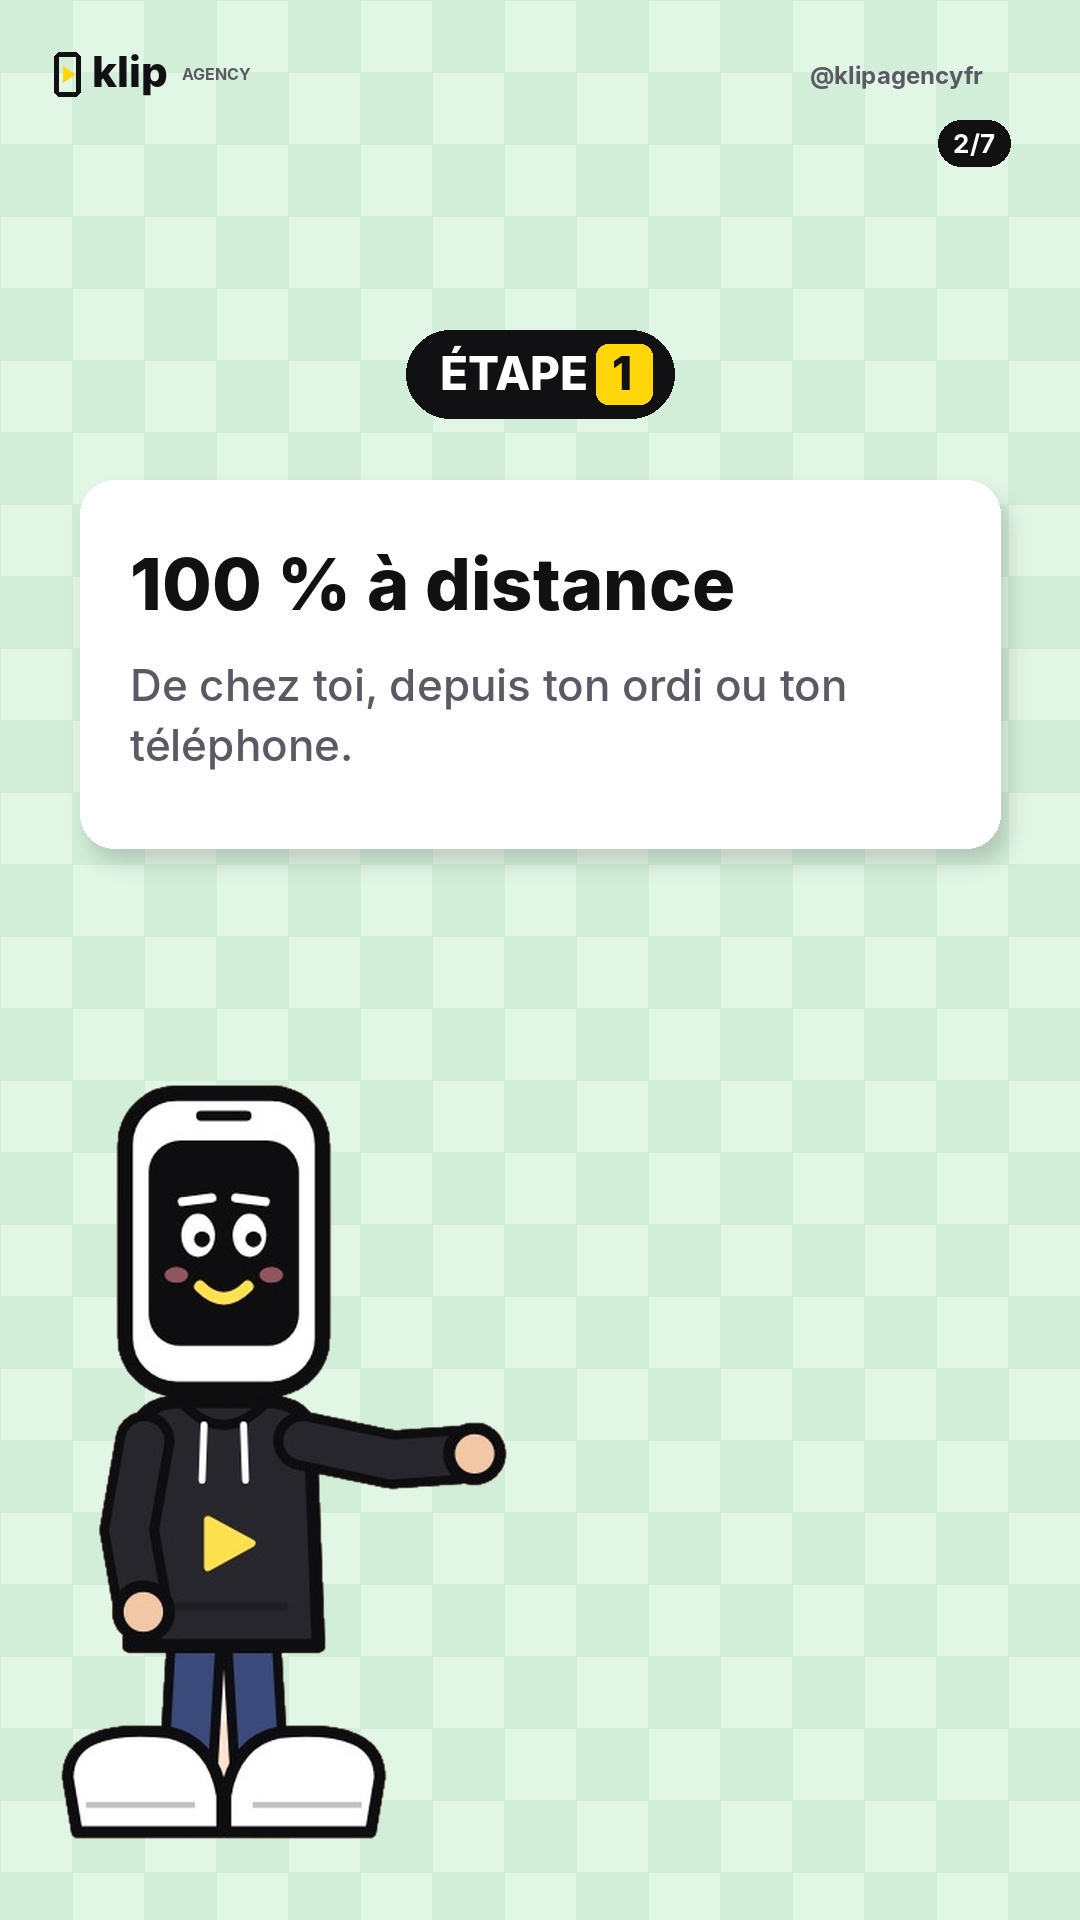 klip AGENCY
@klipagencyfr
2/7
ÉTAPE 1
100 % à distance
De chez toi, depuis ton ordi ou ton
téléphone.